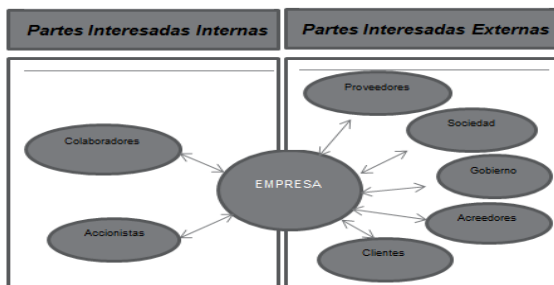 Partes Interesadas Internas
Partes Interesadas Externas
Proveedores
Sociedad
Colaboradores
Gobierno
EMPRESA
Acreedores
Accionistas
Clientes